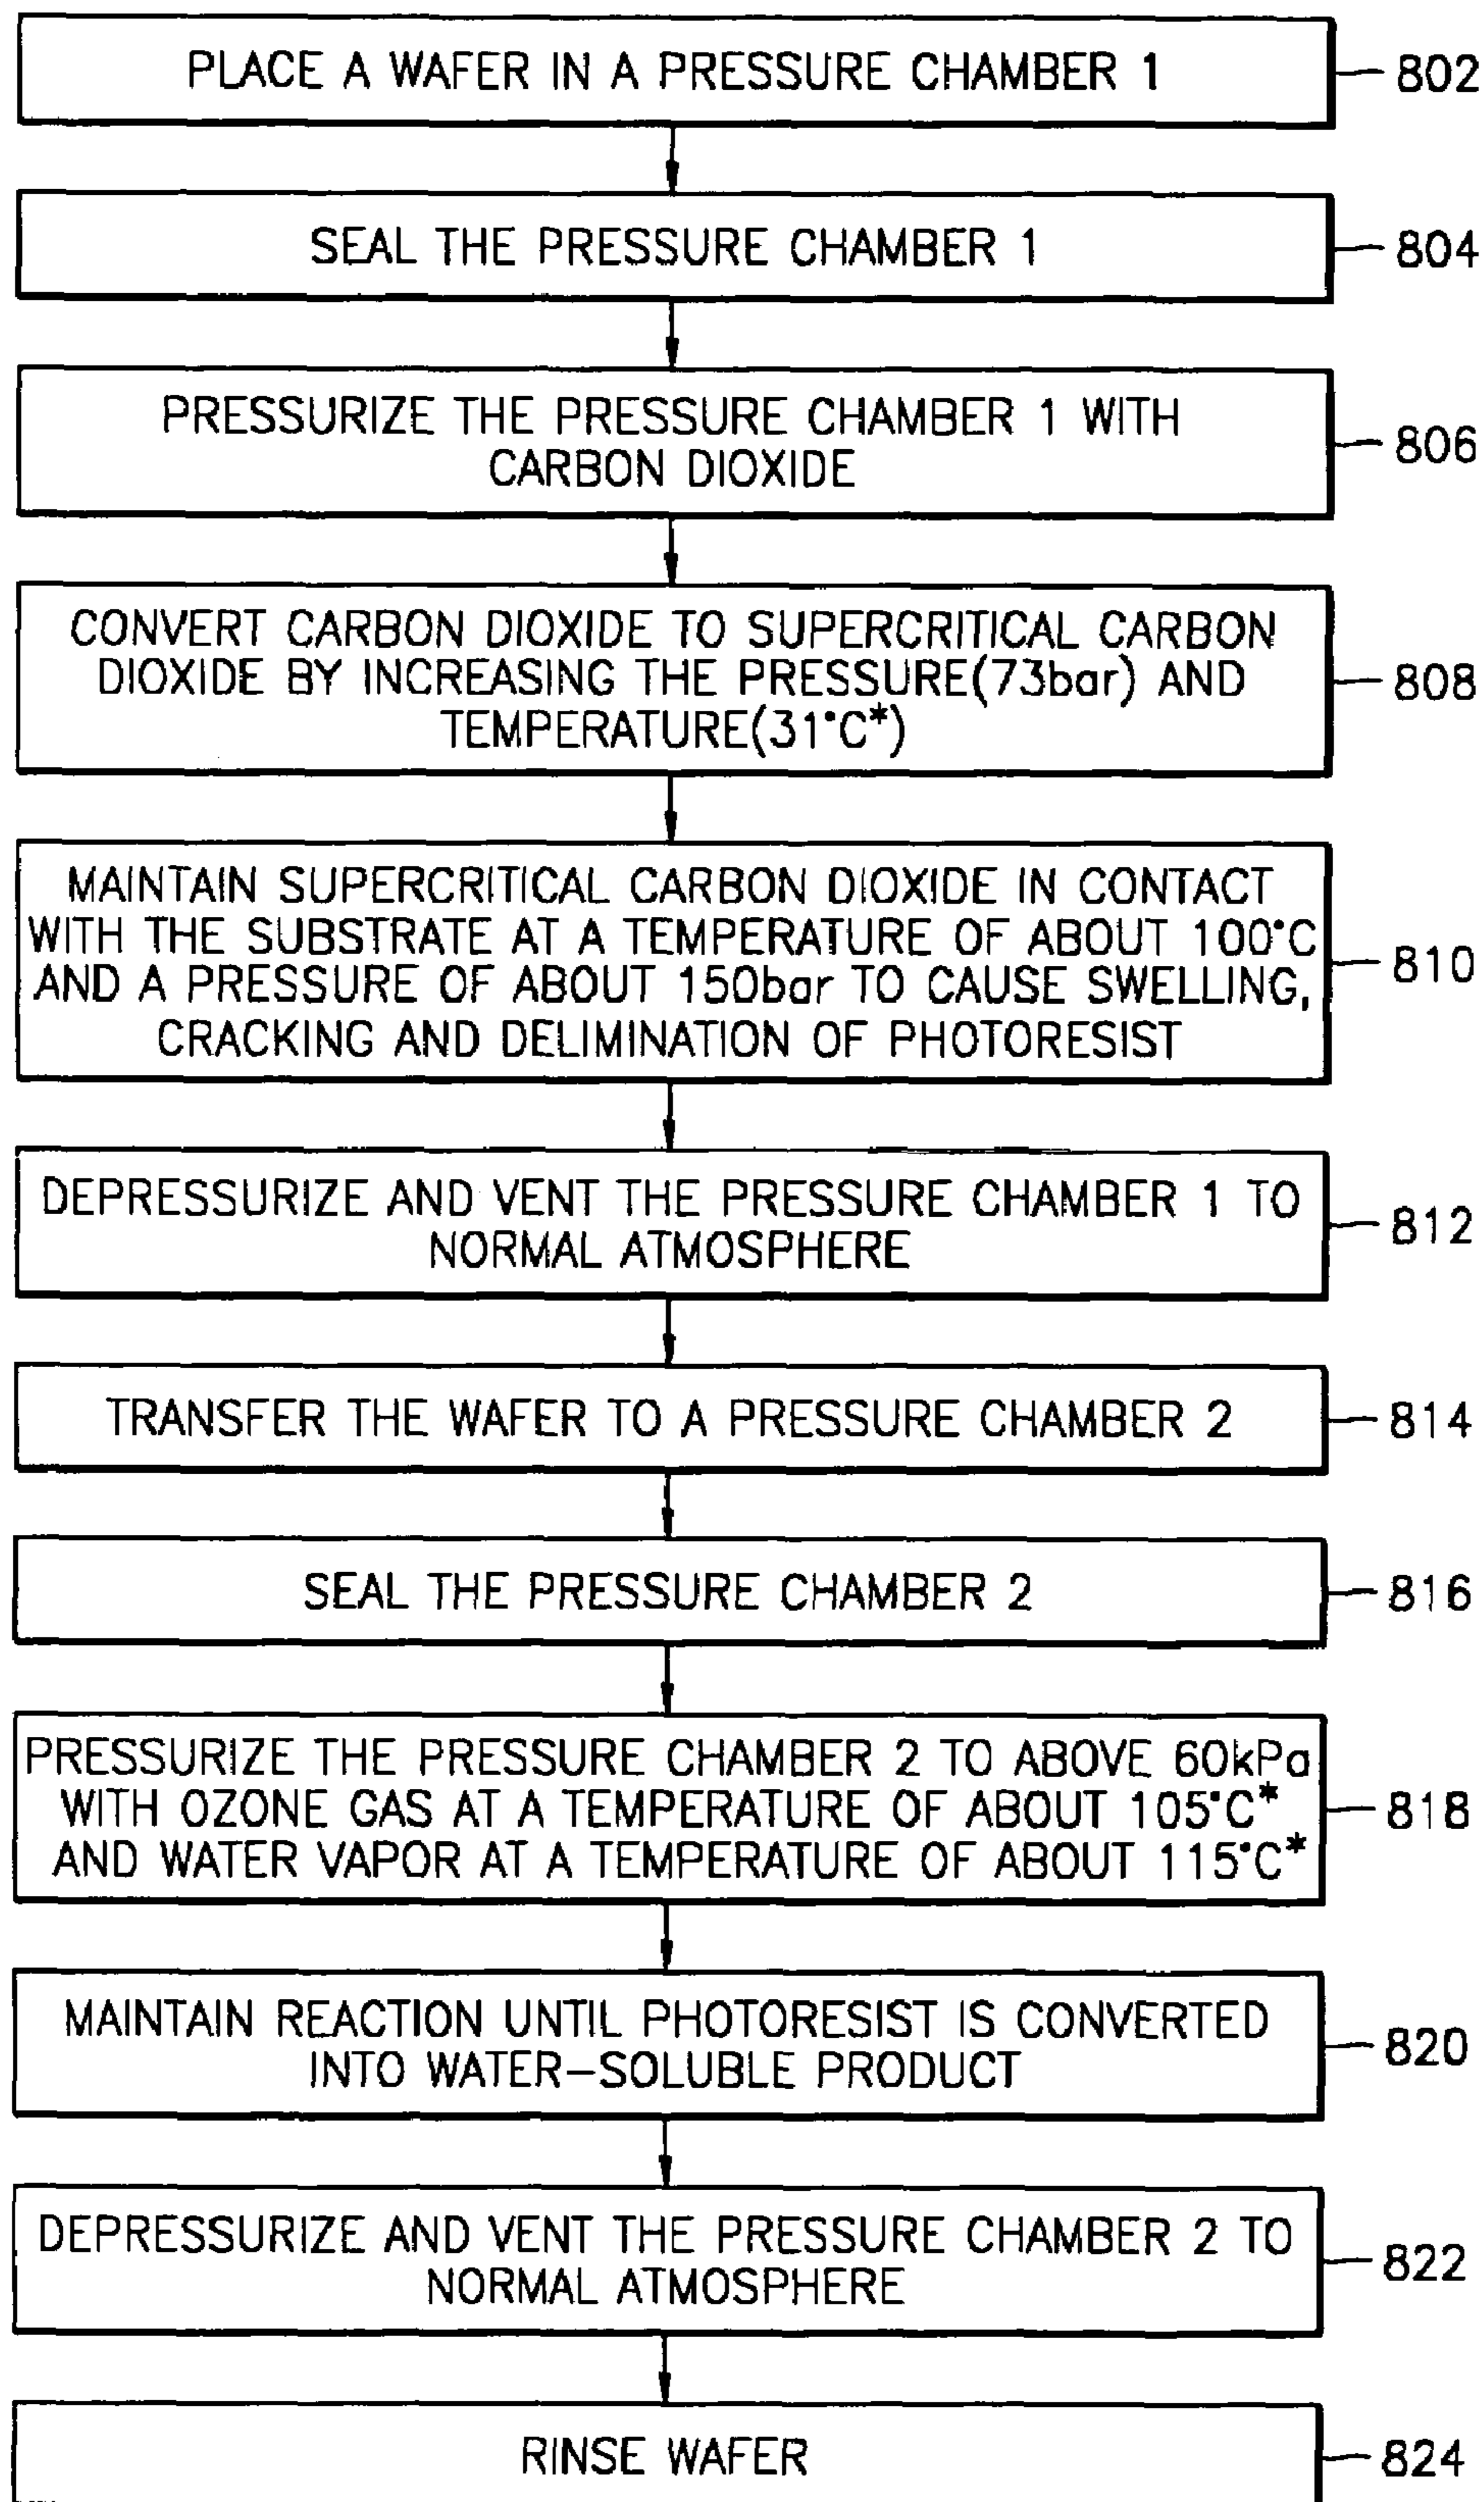 PLACE A WAFER IN A PRESSURE CHAMBER 1
802
SEAL THE PRESSURE CHAMBER 1
804
PRESSURIZE THE PRESSURE CHAMBER 1 WITH
CARBON DIOXIDE
806
CONVERT CARBON DIOXIDE TO SUPERCRITICAL CARBON
DIOXIDE BY INCREASING THE PRESSURE(73bar) AND
TEMPERATURE(31°C*)
808
MAINTAIN SUPERCRITICAL CARBON DIOXIDE IN CONTACT
WITH THE SUBSTRATE AT A TEMPERATURE OF ABOUT 100°C
AND A PRESSURE OF ABOUT 150bar TO CAUSE SWELLING,
CRACKING AND DELIMINATION OF PHOTORESIST
810
DEPRESSURIZE AND VENT THE PRESSURE CHAMBER 1 TO
NORMAL ATMOSPHERE
812
TRANSFER THE WAFER TO A PRESSURE CHAMBER 2
814
SEAL THE PRESSURE CHAMBER 2
816
PRESSURIZE THE PRESSURE CHAMBER 2 TO ABOVE 60kPa
WITH OZONE GAS AT A TEMPERATURE OF ABOUT 105°C*
AND WATER VAPOR AT A TEMPERATURE OF ABOUT 115°C*
818
MAINTAIN REACTION UNTIL PHOTORESIST IS CONVERTED
INTO WATER-SOLUBLE PRODUCT
820
DEPRESSURIZE AND VENT THE PRESSURE CHAMBER 2 TO
NORMAL ATMOSPHERE
822
RINSE WAFER
824